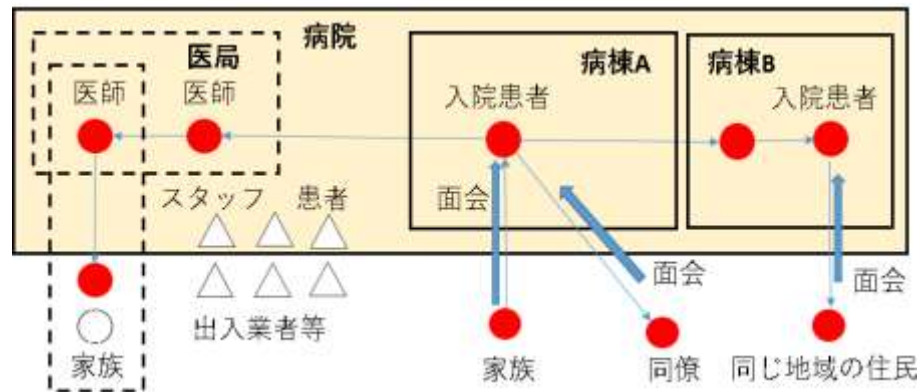 病院
医局
病棟A
病棟B
医師
医師
入院患者
入院患者
スタッフ
患者
面会
面会
面会
出入業者等
家族
家族
同僚
同じ地域の住民